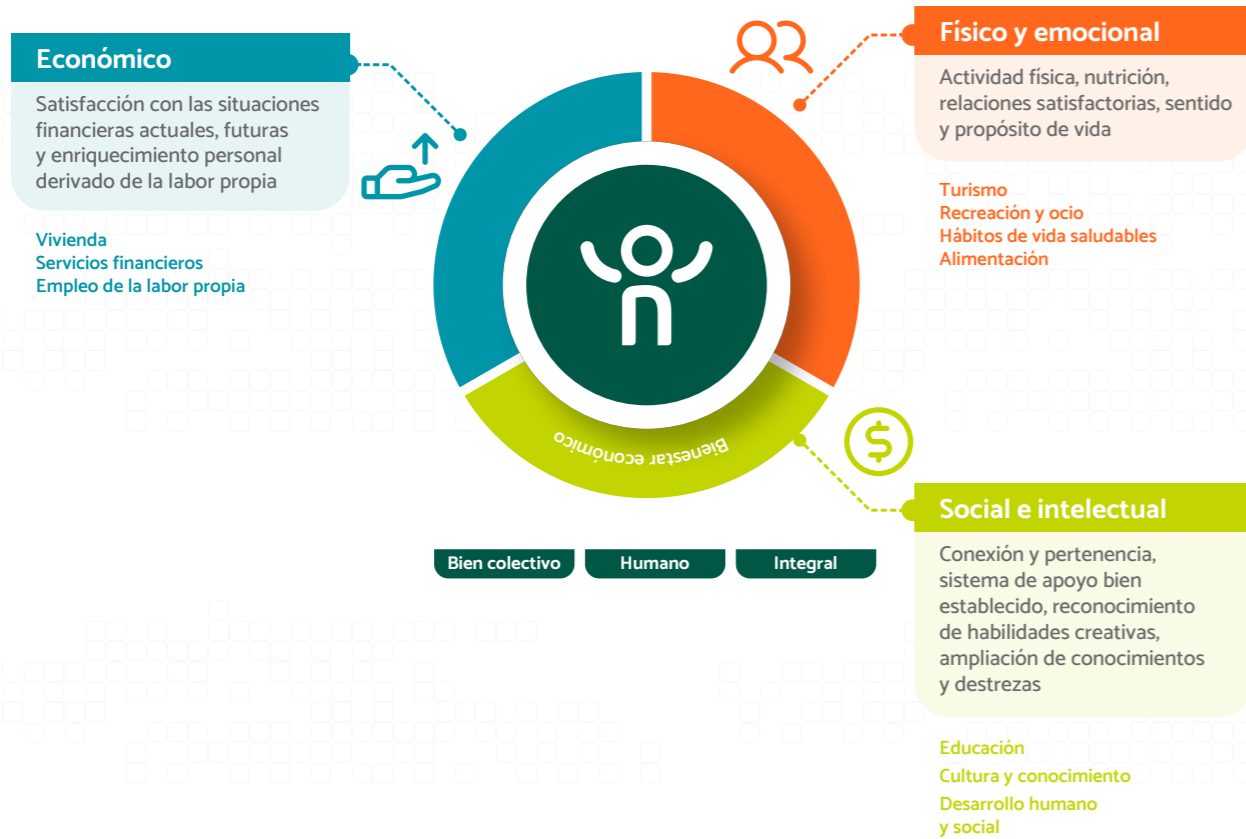 Económico
Satisfacción con las situaciones
financieras actuales, futuras
y enriquecimiento personal
derivado de la labor propia
Vivienda
Servicios financieros
Empleo de la labor propia
Físico y emocional
Actividad física, nutrición,
relaciones satisfactorias, sentido
y propósito de vida
Turismo
Recreación y ocio
Hábitos de vida saludables
Alimentación
Bienestar económico
$
Social e intelectual
Conexión y pertenencia,
sistema de apoyo bien
establecido, reconocimiento
de habilidades creativas,
ampliación de conocimientos
y destrezas
Educación
Cultura y conocimiento
Desarrollo humano
y social
Bien colectivo
Humano
Integral